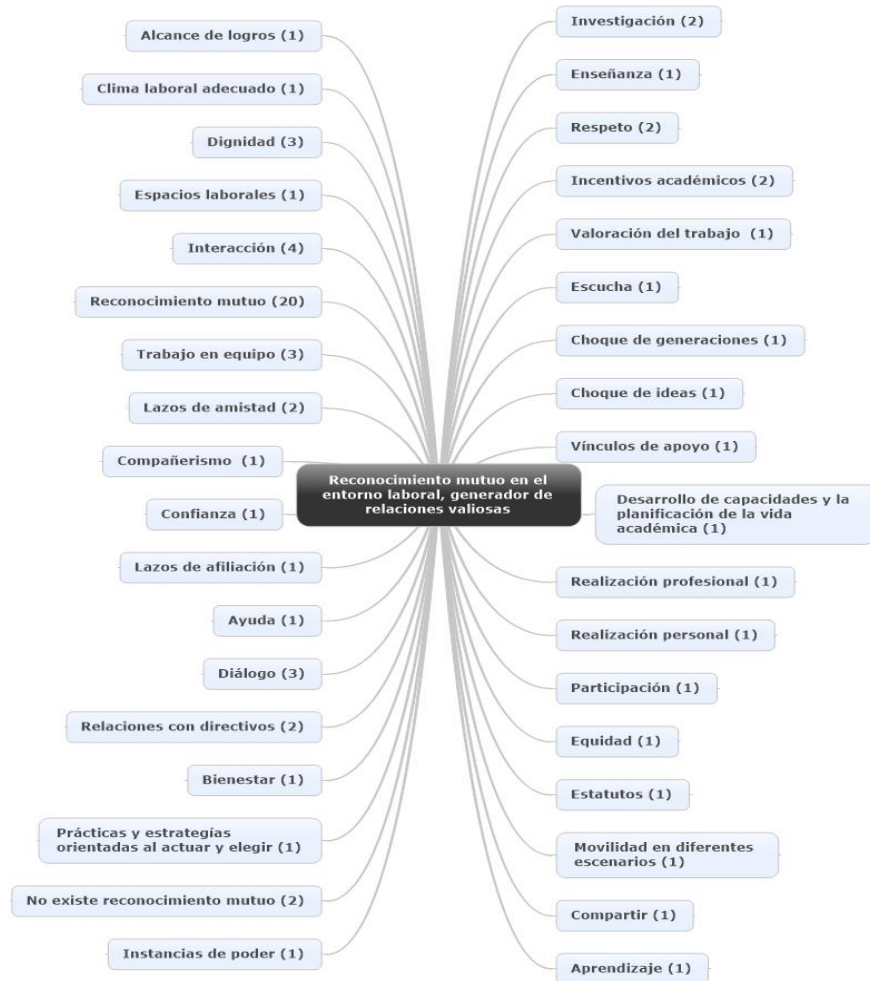 Alcance de logros (1)
Clima laboral adecuado (1)
Dignidad (3)
Espacios laborales (1)
Interacción (4)
Reconocimiento mutuo (20)
Trabajo en equipo (3)
Lazos de amistad (2)
Compañerismo (1)
Confianza (1)
Lazos de afiliación (1)
Ayuda (1)
Diálogo (3)
Relaciones con directivos (2)
Bienestar (1)
Prácticas y estrategías
orientadas al actuar y elegir (1)
No existe reconocimiento mutuo (2)
Instancias de poder (1)
Reconocimiento mutuo en el
entorno laboral, generador de
relaciones valiosas
Investigación (2)
Enseñanza (1)
Respeto (2)
Incentivos académicos (2)
Valoración del trabajo (1)
Escucha (1)
Choque de generaciones (1)
Choque de ideas (1)
Vínculos de apoyo (1)
Desarrollo de capacidades y la
planificación de la vida
académica (1)
Realización profesional (1)
Realización personal (1)
Participación (1)
Equidad (1)
Estatutos (1)
Movilidad en diferentes
escenarios (1)
Compartir (1)
Aprendizaje (1)